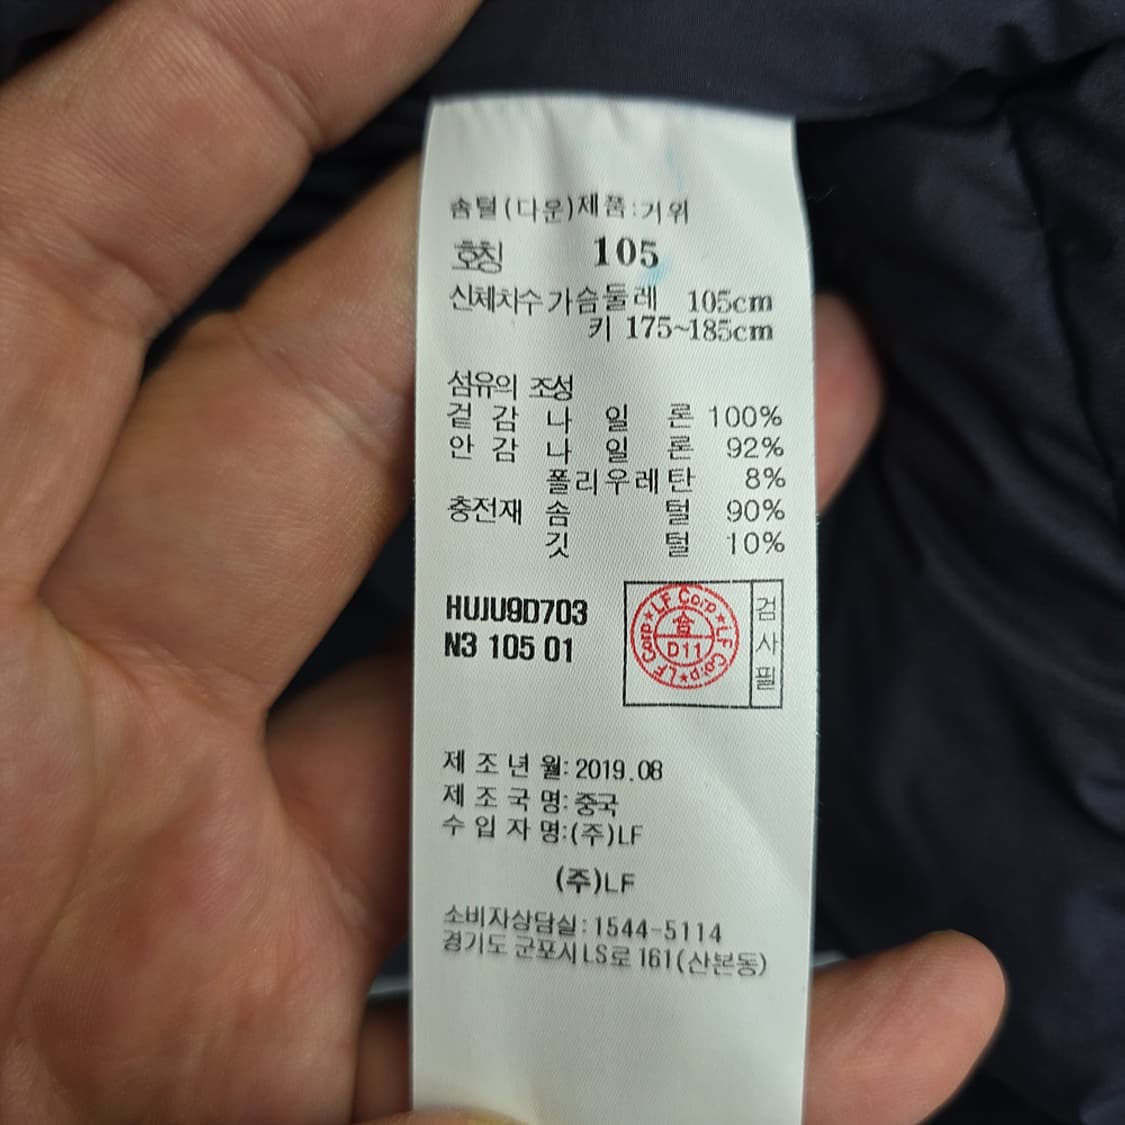 솜털(다운)제품:거위
호칭 105
신체치수 가슴둘레 105cm
키 175~185cm
섬유의 조성
겉감 나일론 100%
안감 나일론 92%
폴리우레탄 8%
충전재 솜털 90%
깃털 10%
HUJU9D703
N3 105 01
LF Corp★LF Corp★LF Corp★
合
D11
검사필
제조년월:2019.08
제조국명:중국
수입자명:(주)LF
(주)LF
소비자상담실:1544-5114
경기도 군포시 LS로 161(산본동)